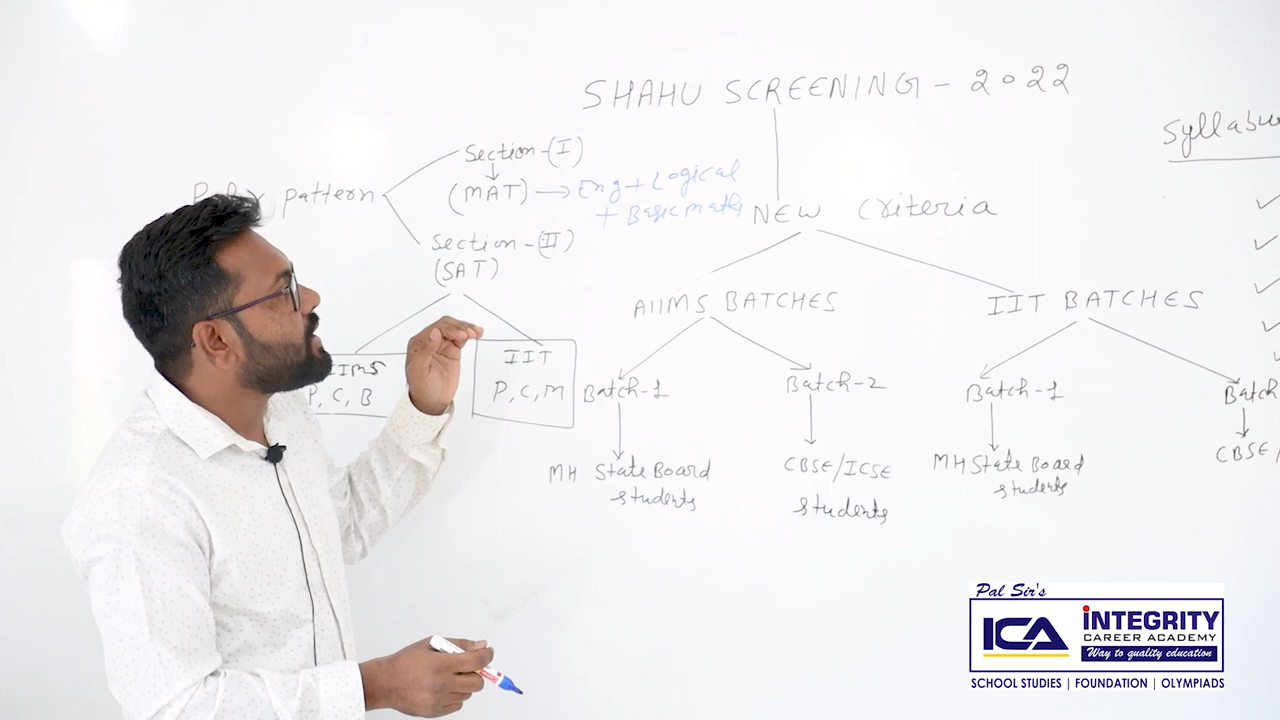 SHAHU SCREENING - 2022
Syllabus
Section-(I)
Paper pattern
(MAT) → Eng + Logical
+ Basic maths
NEW Criteria
Section-(II)
(SAT)
AIIMS BATCHES
IIT BATCHES
AIIMS
P, C, B
IIT
P, C, M
Batch-1
Batch-2
Batch-1
Batch
MH State Board
students
CBSE/ICSE
students
MH State Board
students
CBSE/
Pal Sir's
ICA
INTEGRITY
CAREER ACADEMY
Way to quality education
SCHOOL STUDIES | FOUNDATION | OLYMPIADS